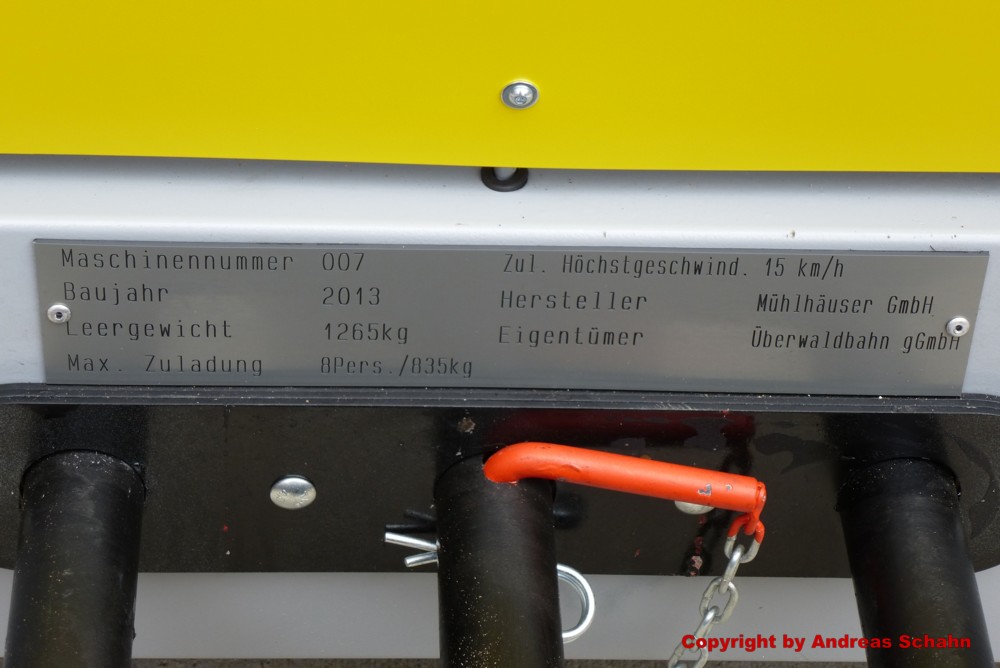 Maschinennummer 007 Zul. Höchstgeschwind. 15 km/h
Baujahr 2013 Hersteller Mühlhäuser GmbH
Leergewicht 1265kg Eigentümer Überwaldbahn gGmbH
Max. Zuladung 8Pers./835kg
Copyright by Andreas Schahn